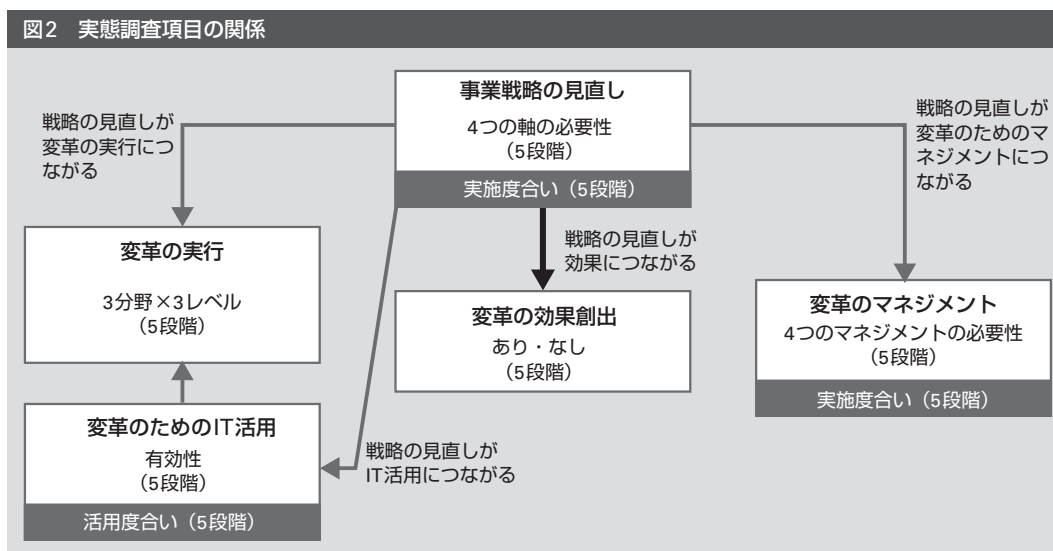 図2 実態調査項目の関係
事業戦略の見直し
4つの軸の必要性
（5段階）
実施度合い（5段階）
戦略の見直しが
変革の実行につ
ながる
戦略の見直しが
変革のためのマ
ネジメントにつ
ながる
変革の実行
3分野×3レベル
（5段階）
戦略の見直しが
効果につながる
変革の効果創出
あり・なし
（5段階）
変革のマネジメント
4つのマネジメントの必要性
（5段階）
実施度合い（5段階）
変革のためのIT活用
有効性
（5段階）
活用度合い（5段階）
戦略の見直しが
IT活用につながる